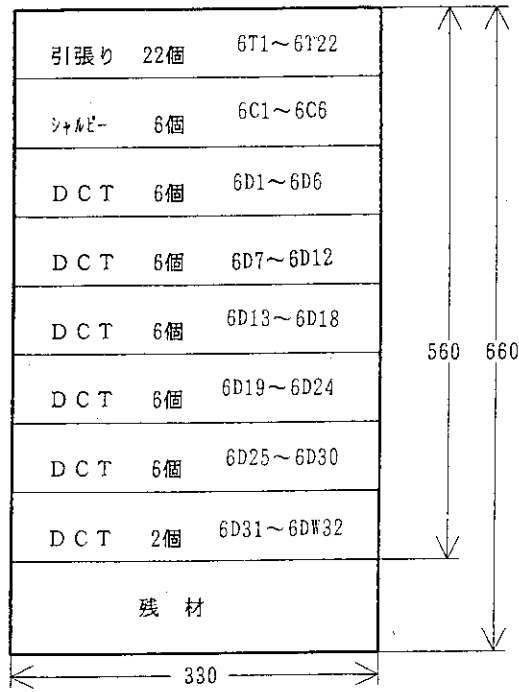 引張り 22個 6T1～6T22
シャルピー 6個 6C1～6C6
DCT 6個 6D1～6D6
DCT 6個 6D7～6D12
DCT 6個 6D13～6D18
DCT 6個 6D19～6D24
DCT 6個 6D25～6D30
DCT 2個 6D31～6DW32
残材
560
660
330